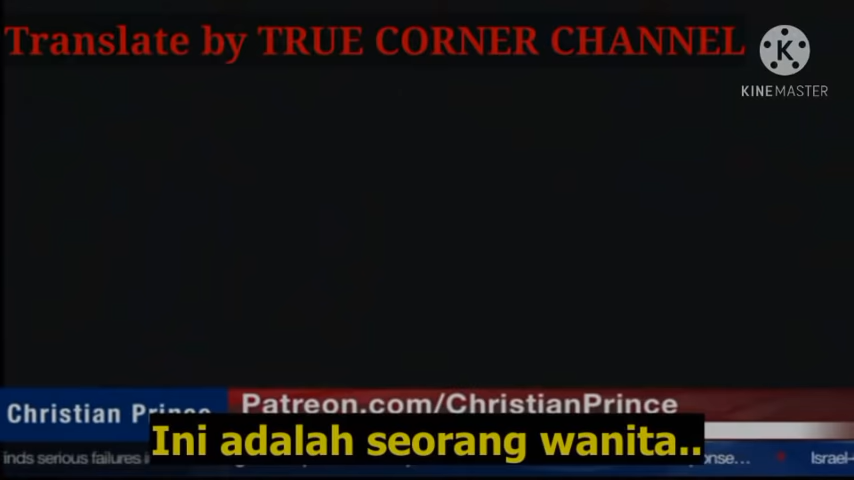 Translate by TRUE CORNER CHANNEL
KINEMASTER
Christian Prince
Patreon.com/ChristianPrince
Ini adalah seorang wanita..
inds serious failures i
onse...
Israel-